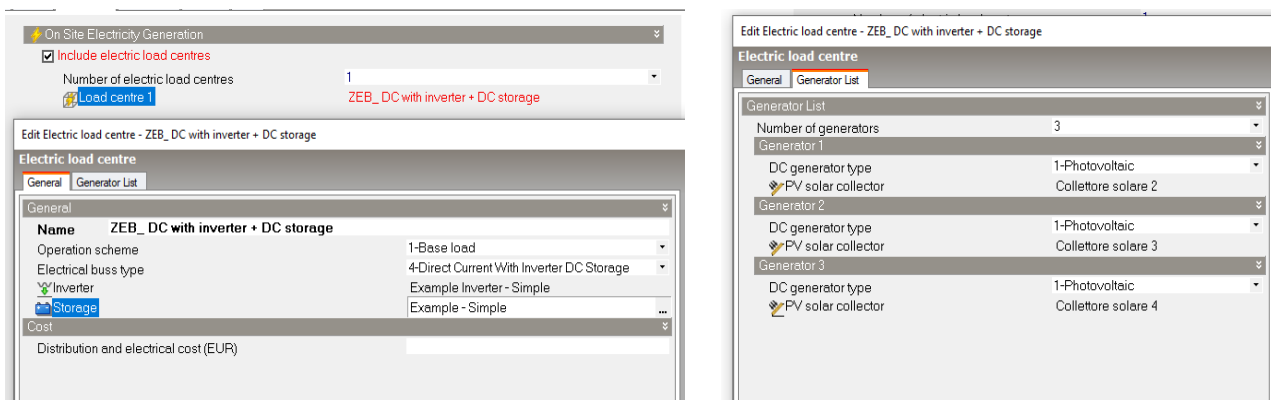 On Site Electricity Generation
Include electric load centres
Number of electric load centres 1
Load centre 1 ZEB_ DC with inverter + DC storage
Edit Electric load centre - ZEB_ DC with inverter + DC storage
Electric load centre
General Generator List
General
Name ZEB_ DC with inverter + DC storage
Operation scheme 1-Base load
Electrical buss type 4-Direct Current With Inverter DC Storage
Inverter Example Inverter - Simple
Storage Example - Simple ...
Cost
Distribution and electrical cost (EUR)
Edit Electric load centre - ZEB_ DC with inverter + DC storage
Electric load centre
General Generator List
Generator List
Number of generators 3
Generator 1
DC generator type 1-Photovoltaic
PV solar collector Collettore solare 2
Generator 2
DC generator type 1-Photovoltaic
PV solar collector Collettore solare 3
Generator 3
DC generator type 1-Photovoltaic
PV solar collector Collettore solare 4